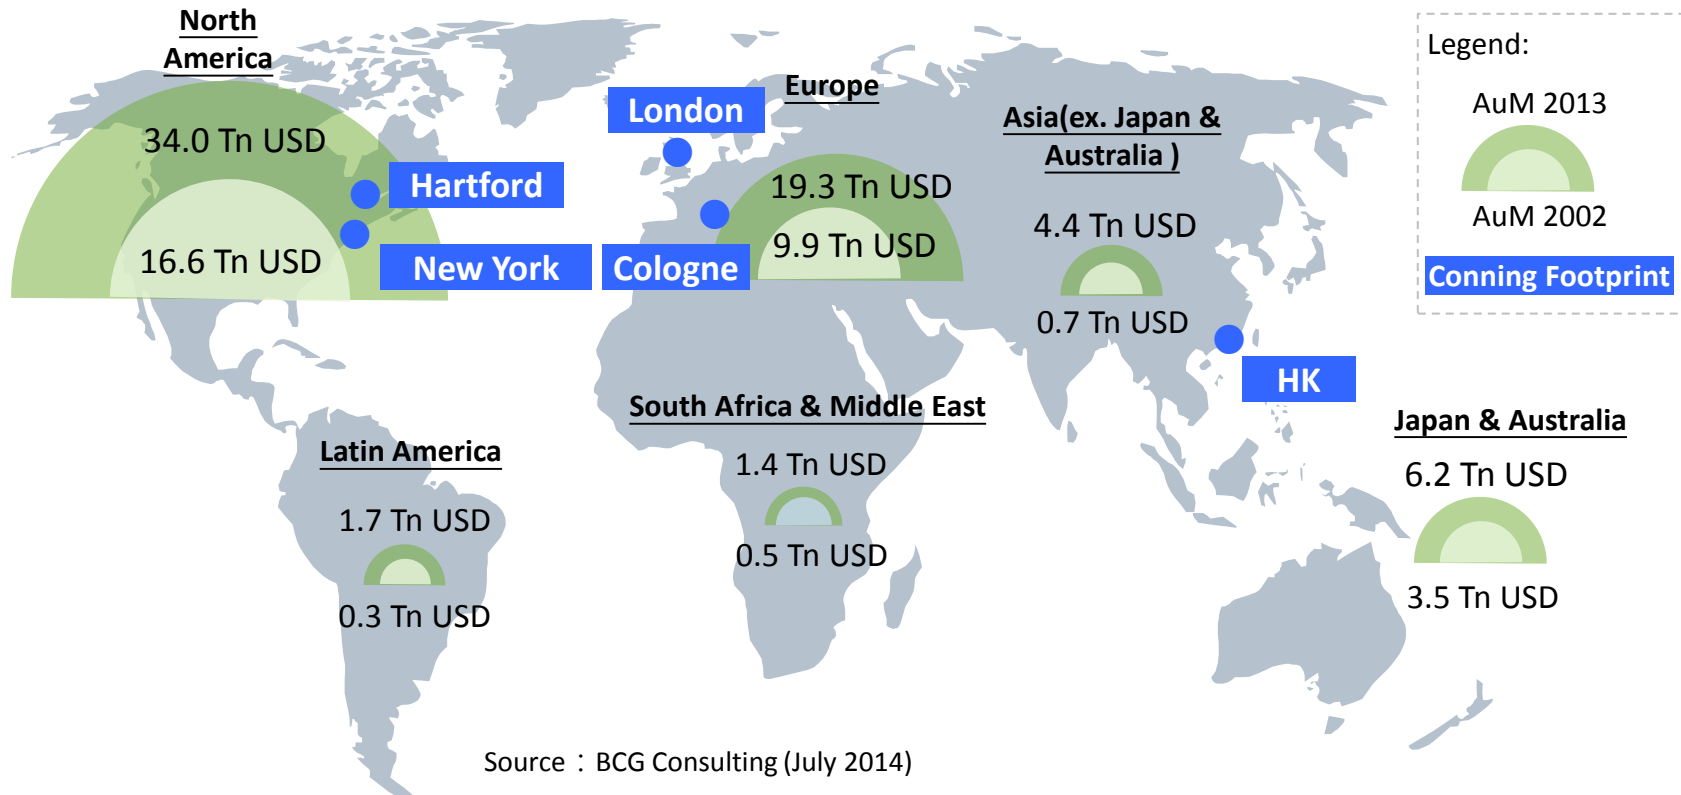 North
America
34.0 Tn USD
16.6 Tn USD
Hartford
New York
London
Europe
19.3 Tn USD
9.9 Tn USD
Cologne
Asia(ex. Japan &
Australia )
4.4 Tn USD
0.7 Tn USD
HK
Legend:
AuM 2013
AuM 2002
Conning Footprint
Latin America
1.7 Tn USD
0.3 Tn USD
South Africa & Middle East
1.4 Tn USD
0.5 Tn USD
Japan & Australia
6.2 Tn USD
3.5 Tn USD
Source：BCG Consulting (July 2014)